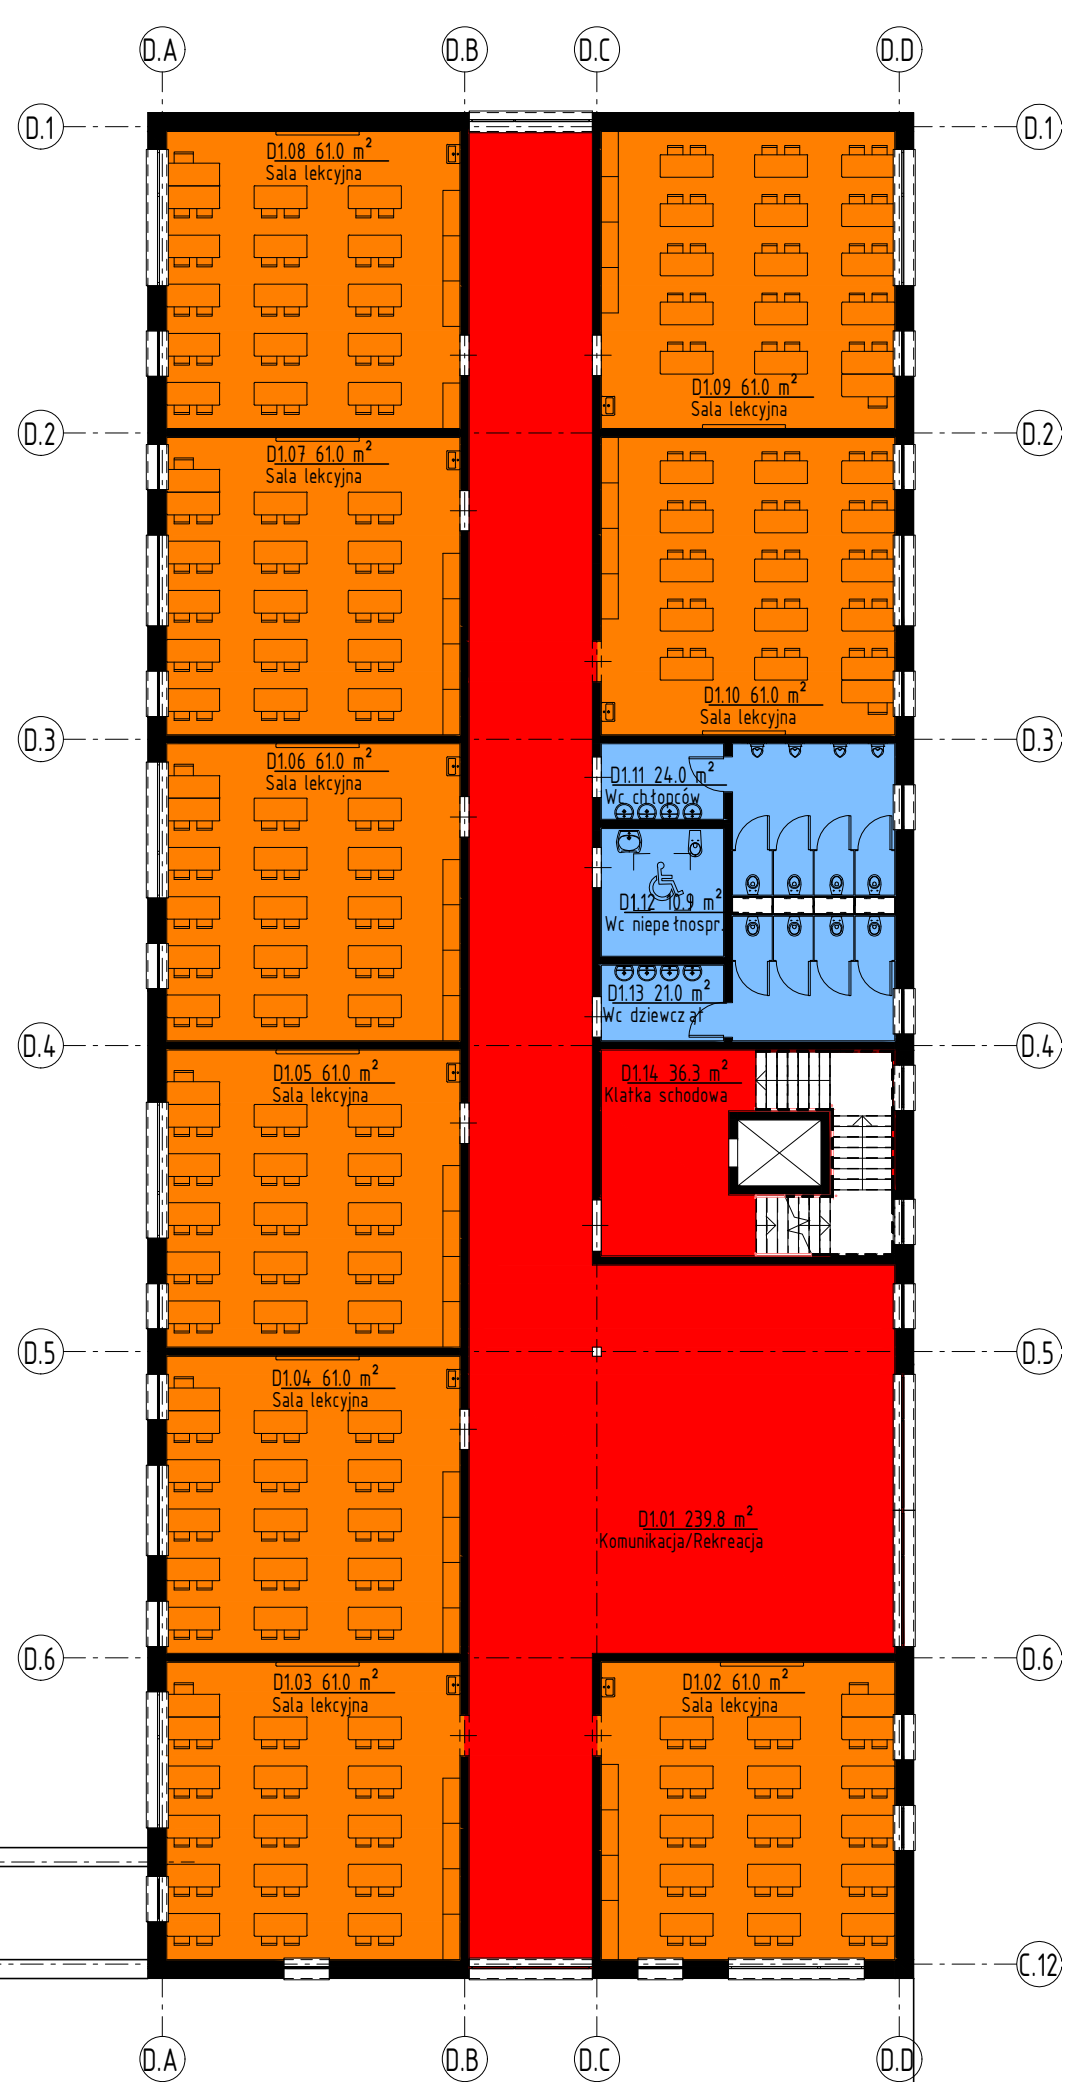 D.A D.B D.C D.D
D.1 D.1
D1.08 61.0 m²
Sala lekcyjna
D1.09 61.0 m²
Sala lekcyjna
D.2 D.2
D1.07 61.0 m²
Sala lekcyjna
D1.10 61.0 m²
Sala lekcyjna
D.3 D.3
D1.06 61.0 m²
Sala lekcyjna
D1.11 24.0 m²
Wc chłopców
D1.12 10.9 m²
Wc niepełnospr.
D1.13 21.0 m²
Wc dziewcząt
D.4 D.4
D1.05 61.0 m²
Sala lekcyjna
D1.14 36.3 m²
Klatka schodowa
D.5 D.5
D1.04 61.0 m²
Sala lekcyjna
D1.01 239.8 m²
Komunikacja/Rekreacja
D.6 D.6
D1.03 61.0 m²
Sala lekcyjna
D1.02 61.0 m²
Sala lekcyjna
C.12
D.A D.B D.C D.D